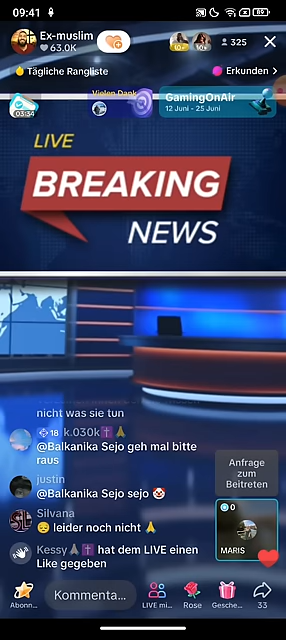 09:41
89
Ex-muslim
63.0K
10+
10+
325
Tägliche Rangliste
Erkunden >
Vielen Dank
GamingOnAir
12 Juni - 25 Juni
03:34
LIVE
BREAKING
NEWS
nicht was sie tun
18 k.030k✝️🙏
@Balkanika Sejo geh mal bitte
raus
justin
@Balkanika Sejo sejo 🤡
Silvana
😔 leider noch nicht 🙏
Kessy🙏✝️ hat dem LIVE einen
Like gegeben
Anfrage
zum
Beitreten
0
MARIS
Abonn...
Kommenta...
LIVE mi...
Rose
Gesche...
33